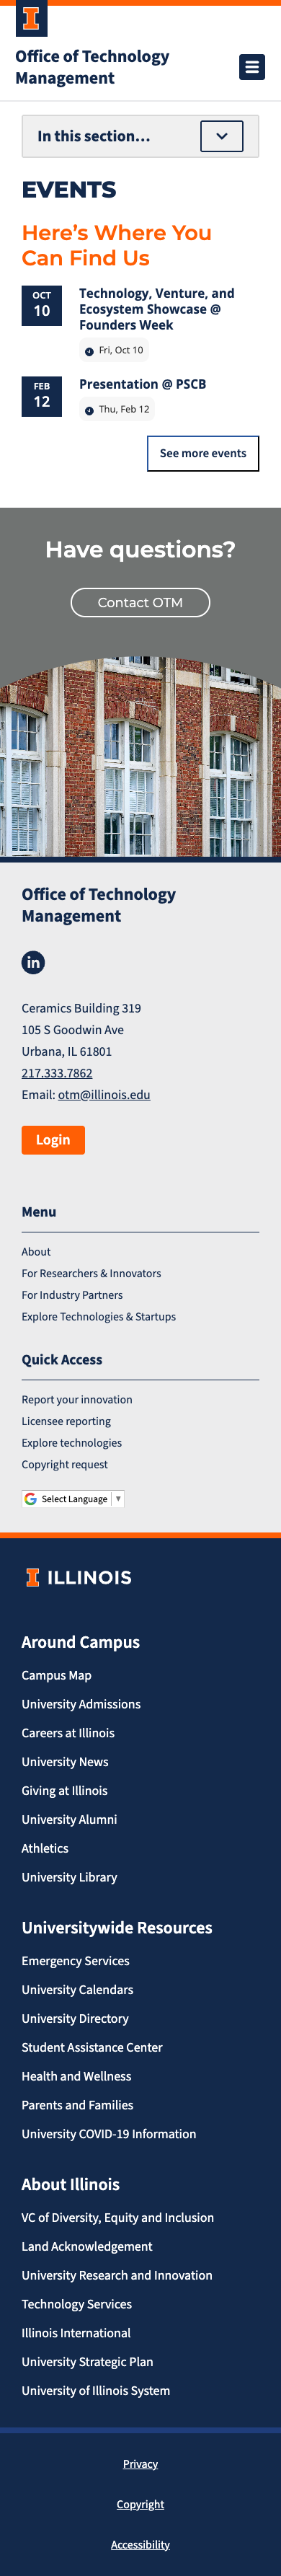 I
Office of Technology
Management
In this section...
EVENTS
Here’s Where You
Can Find Us
OCT
10
Technology, Venture, and
Ecosystem Showcase @
Founders Week
Fri, Oct 10
FEB
12
Presentation @ PSCB
Thu, Feb 12
See more events
Have questions?
Contact OTM
Office of Technology
Management
in
Ceramics Building 319
105 S Goodwin Ave
Urbana, IL 61801
217.333.7862
Email: otm@illinois.edu
Login
Menu
About
For Researchers & Innovators
For Industry Partners
Explore Technologies & Startups
Quick Access
Report your innovation
Licensee reporting
Explore technologies
Copyright request
G Select Language ▼
I ILLINOIS
Around Campus
Campus Map
University Admissions
Careers at Illinois
University News
Giving at Illinois
University Alumni
Athletics
University Library
Universitywide Resources
Emergency Services
University Calendars
University Directory
Student Assistance Center
Health and Wellness
Parents and Families
University COVID-19 Information
About Illinois
VC of Diversity, Equity and Inclusion
Land Acknowledgement
University Research and Innovation
Technology Services
Illinois International
University Strategic Plan
University of Illinois System
Privacy
Copyright
Accessibility